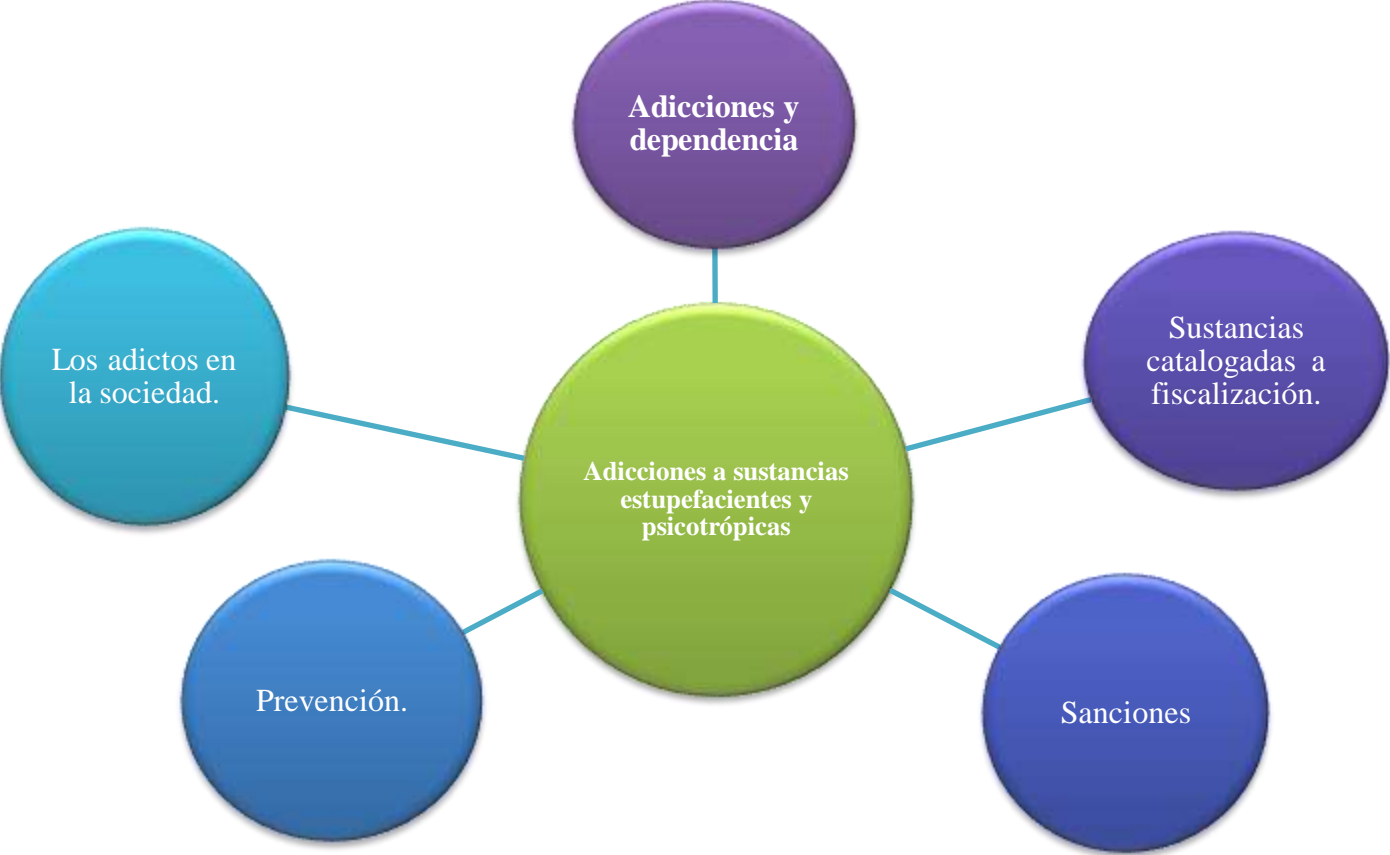 Adicciones y
dependencia
Sustancias
catalogadas a
fiscalización.
Los adictos en
la sociedad.
Adicciones a sustancias
estupefacientes y
psicotrópicas
Prevención.
Sanciones